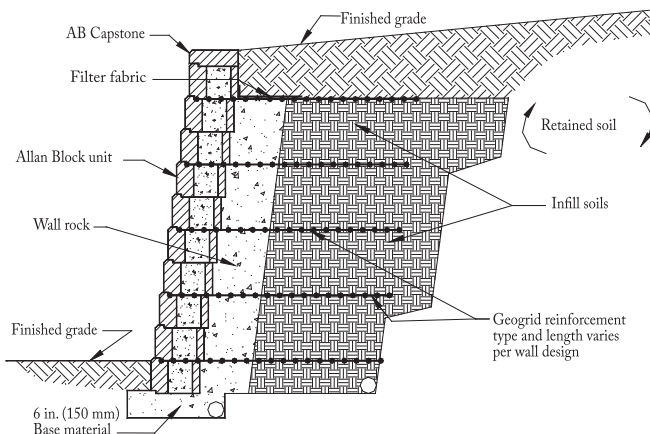 Finished grade
AB Capstone
Filter fabric
Retained soil
Allan Block unit
Infill soils
Wall rock
Finished grade
Geogrid reinforcement
type and length varies
per wall design
6 in. (150 mm)
Base material